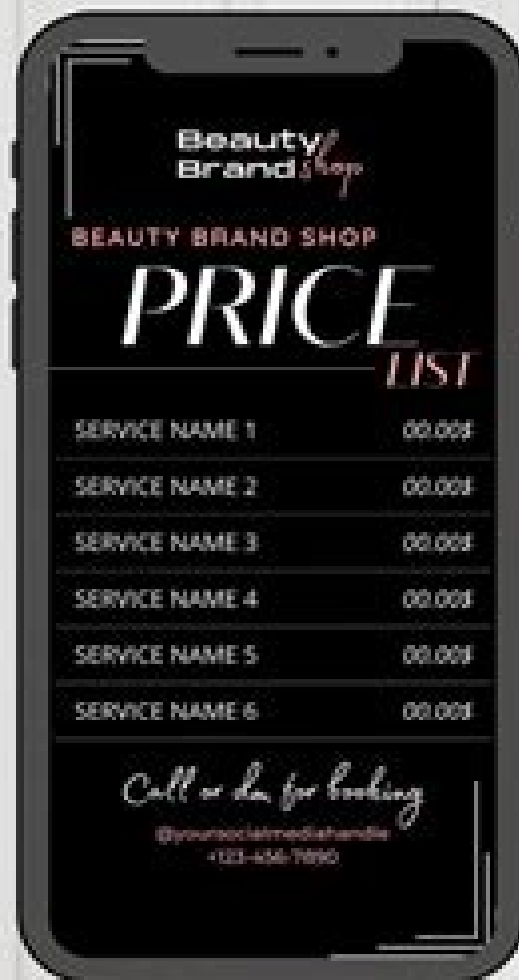 Beauty
Brand shop
BEAUTY BRAND SHOP
PRICE
LIST
SERVICE NAME 1 00.00$
SERVICE NAME 2 00.00$
SERVICE NAME 3 00.00$
SERVICE NAME 4 00.00$
SERVICE NAME 5 00.00$
SERVICE NAME 6 00.00$
Call or dm for booking
@yoursocialmediahandle
+123-456-7890